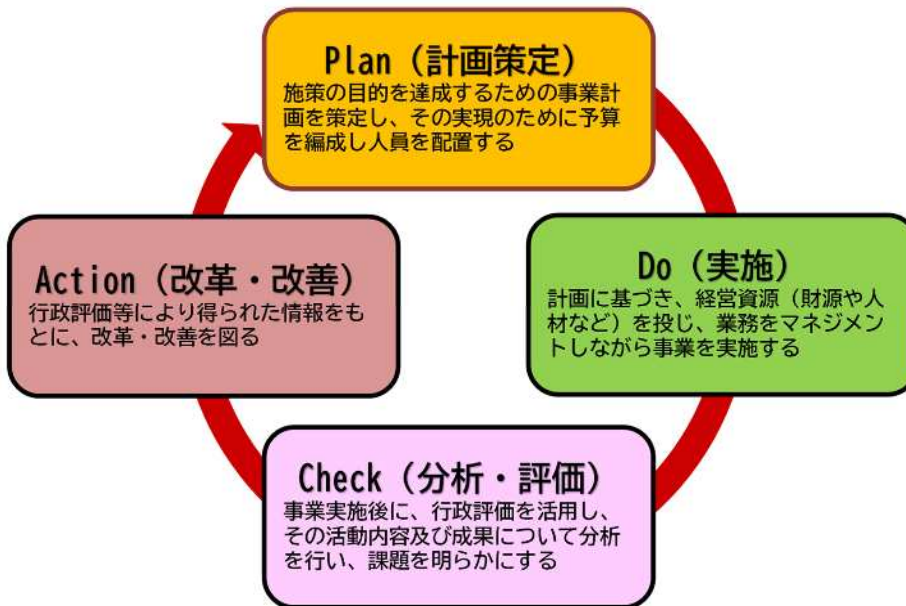 Plan（計画策定）
施策の目的を達成するための事業計
画を策定し、その実現のために予算
を編成し人員を配置する
Do（実施）
計画に基づき、経営資源（財源や人
材など）を投じ、業務をマネジメン
トしながら事業を実施する
Check（分析・評価）
事業実施後に、行政評価を活用し、
その活動内容及び成果について分析
を行い、課題を明らかにする
Action（改革・改善）
行政評価等により得られた情報をも
とに、改革・改善を図る